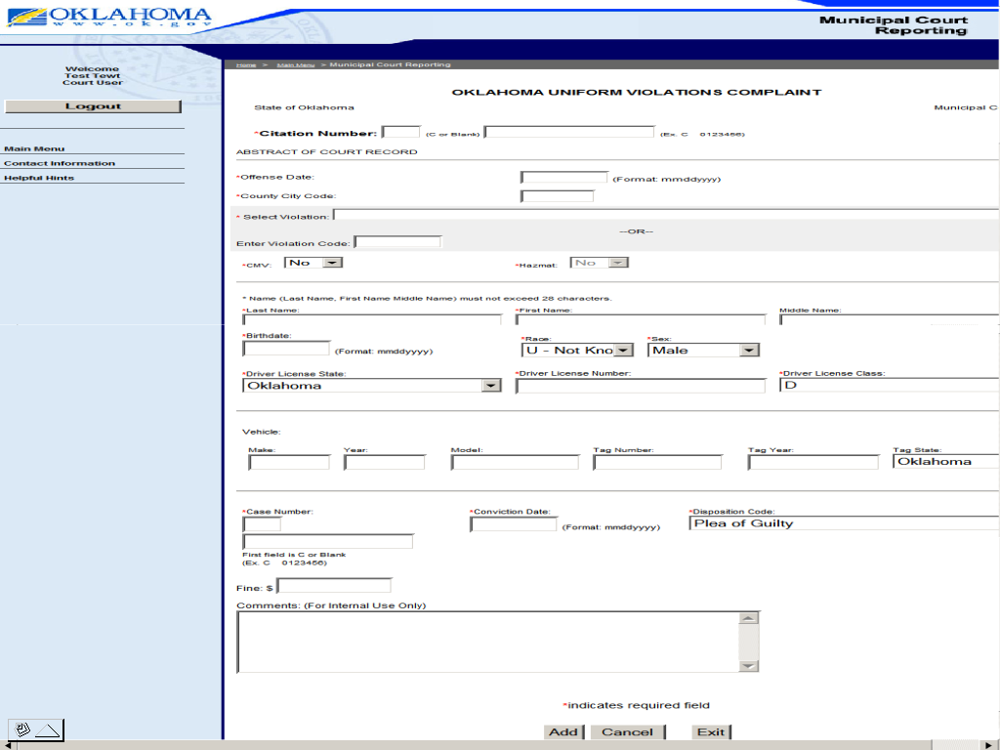 OKLAHOMA
www.ok.gov
Municipal Court
Reporting
Welcome
Test Tewt
Court User
Logout
Main Menu
Contact Information
Helpful Hints
Home > Main Menu > Municipal Court Reporting
OKLAHOMA UNIFORM VIOLATIONS COMPLAINT
State of Oklahoma Municipal C
*Citation Number: (C or Blank) (Ex. C 0123456)
ABSTRACT OF COURT RECORD
*Offense Date: (Format: mmddyyyy)
*County City Code:
* Select Violation:
--OR--
Enter Violation Code:
*CMV: No *Hazmat: No
* Name (Last Name, First Name Middle Name) must not exceed 28 characters.
*Last Name: *First Name: Middle Name:
*Birthdate: (Format: mmddyyyy) *Race: U - Not Kno *Sex: Male
*Driver License State: *Driver License Number: *Driver License Class:
Oklahoma D
Vehicle:
Make: Year: Model: Tag Number: Tag Year: Tag State:
Oklahoma
*Case Number: *Conviction Date: (Format: mmddyyyy) *Disposition Code:
Plea of Guilty
First field is C or Blank
(Ex. C 0123456)
Fine: $
Comments: (For Internal Use Only)
*indicates required field
Add Cancel Exit